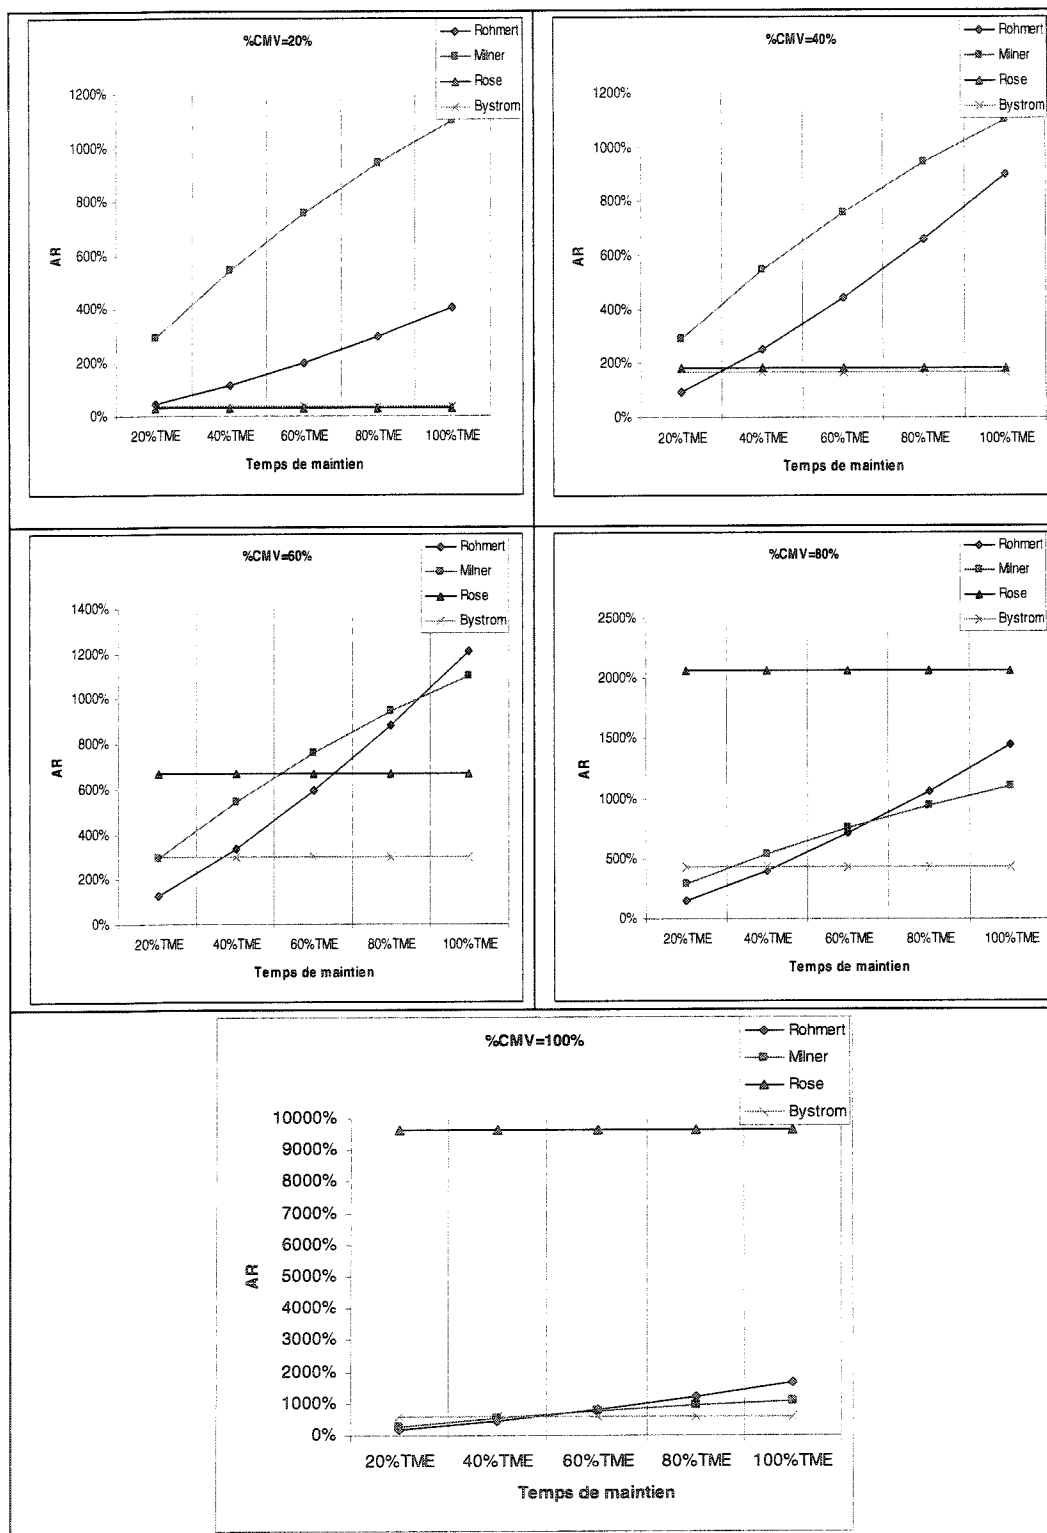 %CMV=20%
Rohmert
Milner
Rose
Bystrom
1200%
1000%
800%
600%
400%
200%
0%
AR
20%TME 40%TME 60%TME 80%TME 100%TME
Temps de maintien
%CMV=40%
Rohmert
Milner
Rose
Bystrom
1200%
1000%
800%
600%
400%
200%
0%
AR
20%TME 40%TME 60%TME 80%TME 100%TME
Temps de maintien
%CMV=60%
Rohmert
Milner
Rose
Bystrom
1400%
1200%
1000%
800%
600%
400%
200%
0%
AR
20%TME 40%TME 60%TME 80%TME 100%TME
Temps de maintien
%CMV=80%
Rohmert
Milner
Rose
Bystrom
2500%
2000%
1500%
1000%
500%
0%
AR
20%TME 40%TME 60%TME 80%TME 100%TME
Temps de maintien
%CMV=100%
Rohmert
Milner
Rose
Bystrom
10000%
9000%
8000%
7000%
6000%
5000%
4000%
3000%
2000%
1000%
0%
AR
20%TME 40%TME 60%TME 80%TME 100%TME
Temps de maintien